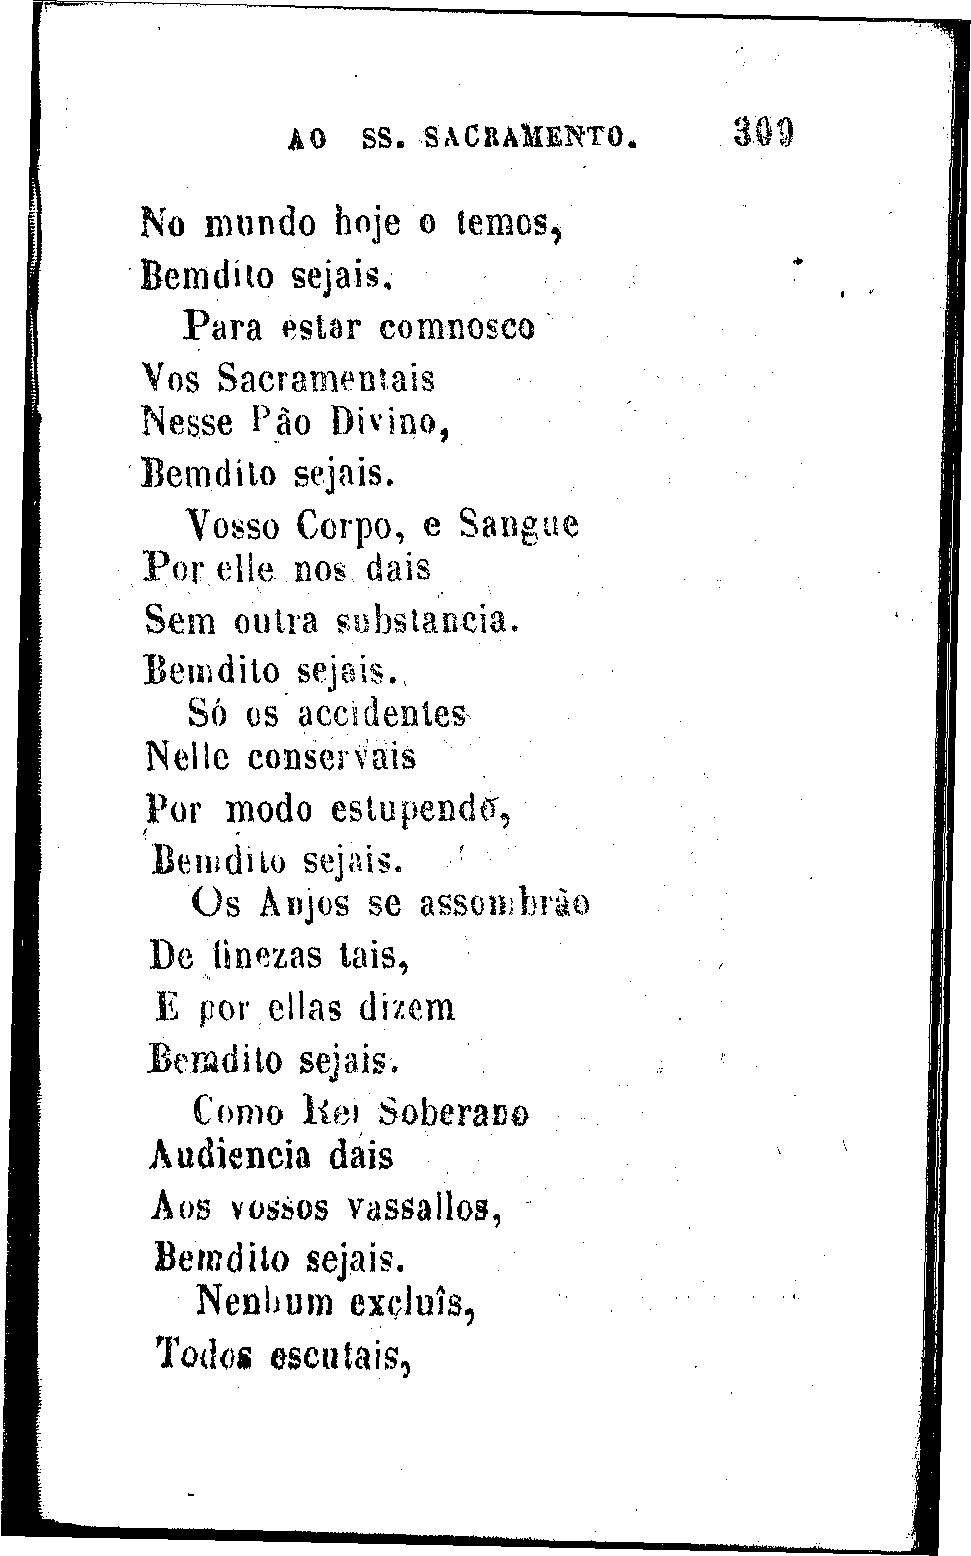 AO SS. SACRAMENTO. 309
No mundo hoje o temos,
Bemdito sejais.
Para estar comnosco
Vos Sacramentais
Nesse Pão Divino,
Bemdito sejais.
Vosso Corpo, e Sangue
Por elle nos dais
Sem outra substancia.
Bemdito sejais.
Só os accidentes
Nelle conservais
Por modo estupendo,
Bemdito sejais.
Os Anjos se assombrão
De finezas tais,
E por ellas dizem
Bemdito sejais.
Como Rei Soberano
Audiencia dais
Aos vossos vassallos,
Bemdito sejais.
Nenhum excluîs,
Todos escutais,